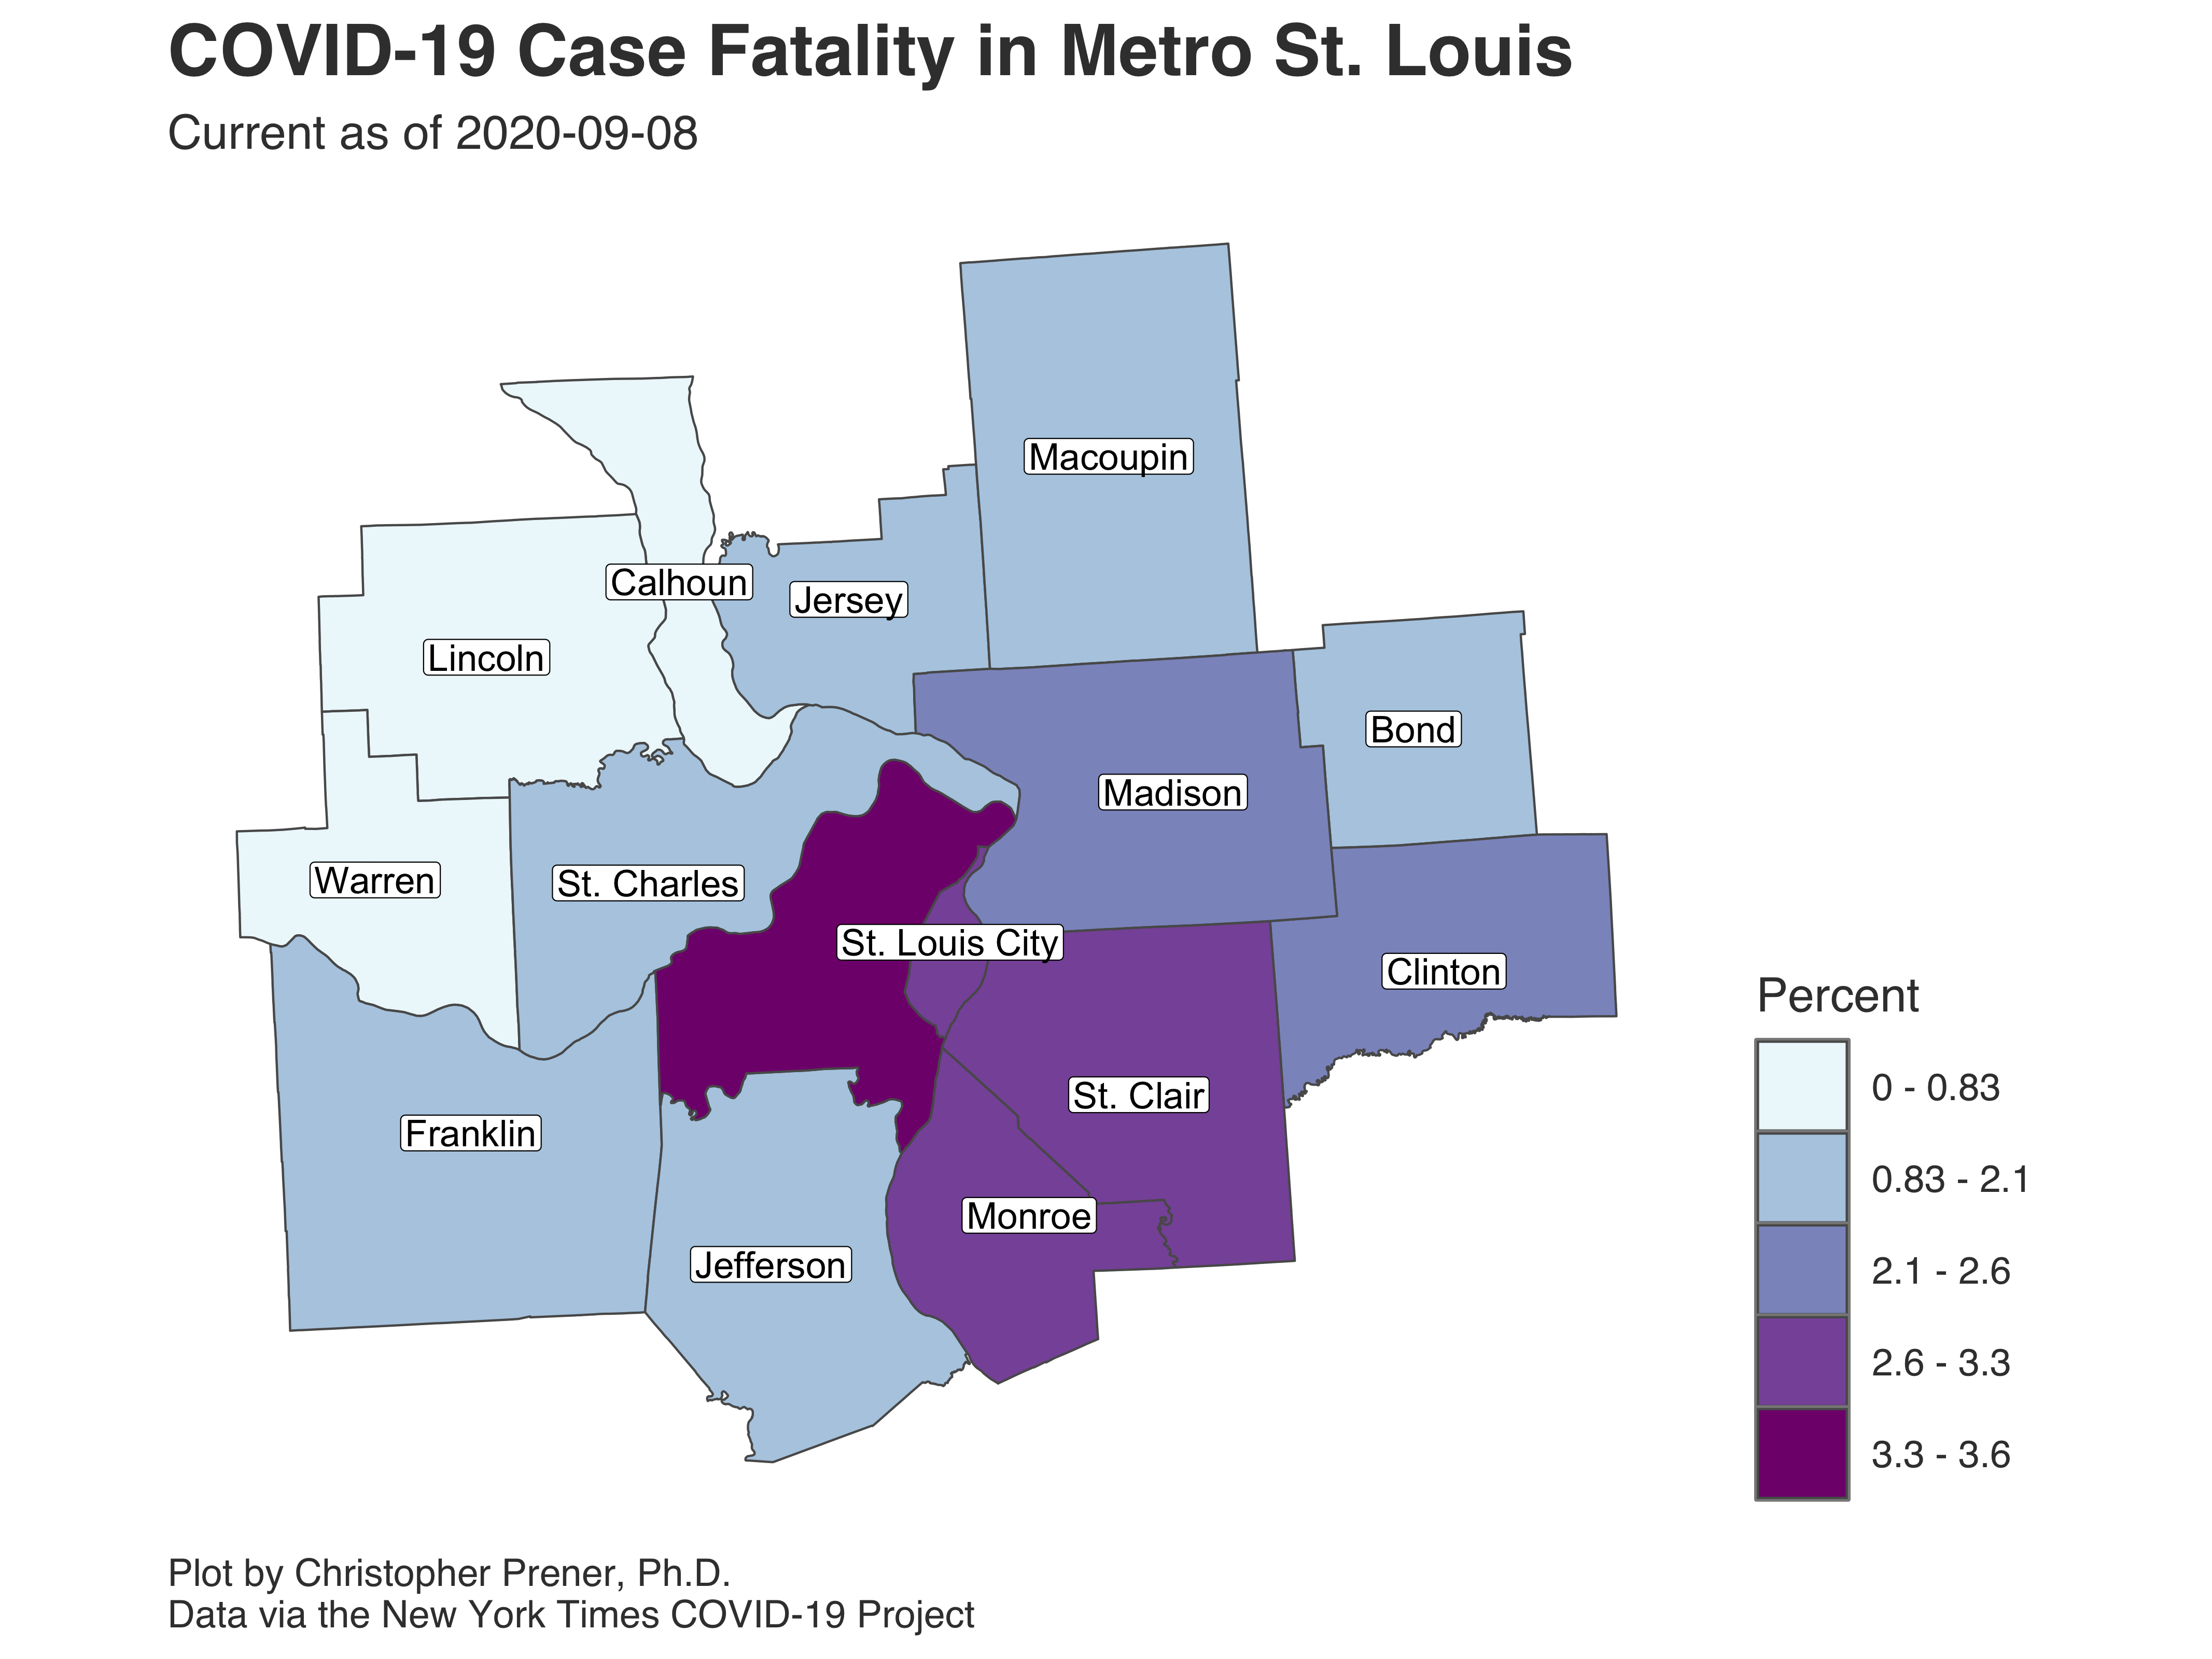 COVID-19 Case Fatality in Metro St. Louis
Current as of 2020-09-08
Macoupin
Calhoun
Jersey
Lincoln
Bond
Madison
Warren
St. Charles
St. Louis City
Clinton
St. Clair
Franklin
Monroe
Jefferson
Percent
0 - 0.83
0.83 - 2.1
2.1 - 2.6
2.6 - 3.3
3.3 - 3.6
Plot by Christopher Prener, Ph.D.
Data via the New York Times COVID-19 Project